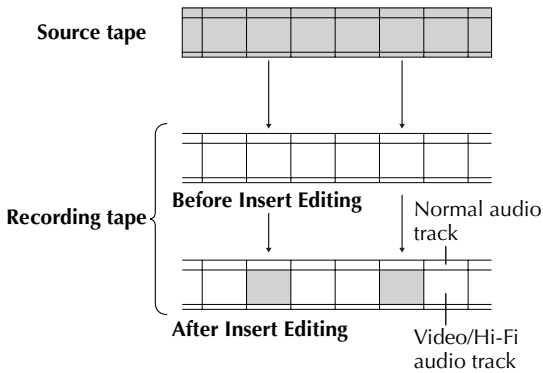 Source tape
Before Insert Editing
Recording tape
Normal audio
track
After Insert Editing
Video/Hi-Fi
audio track